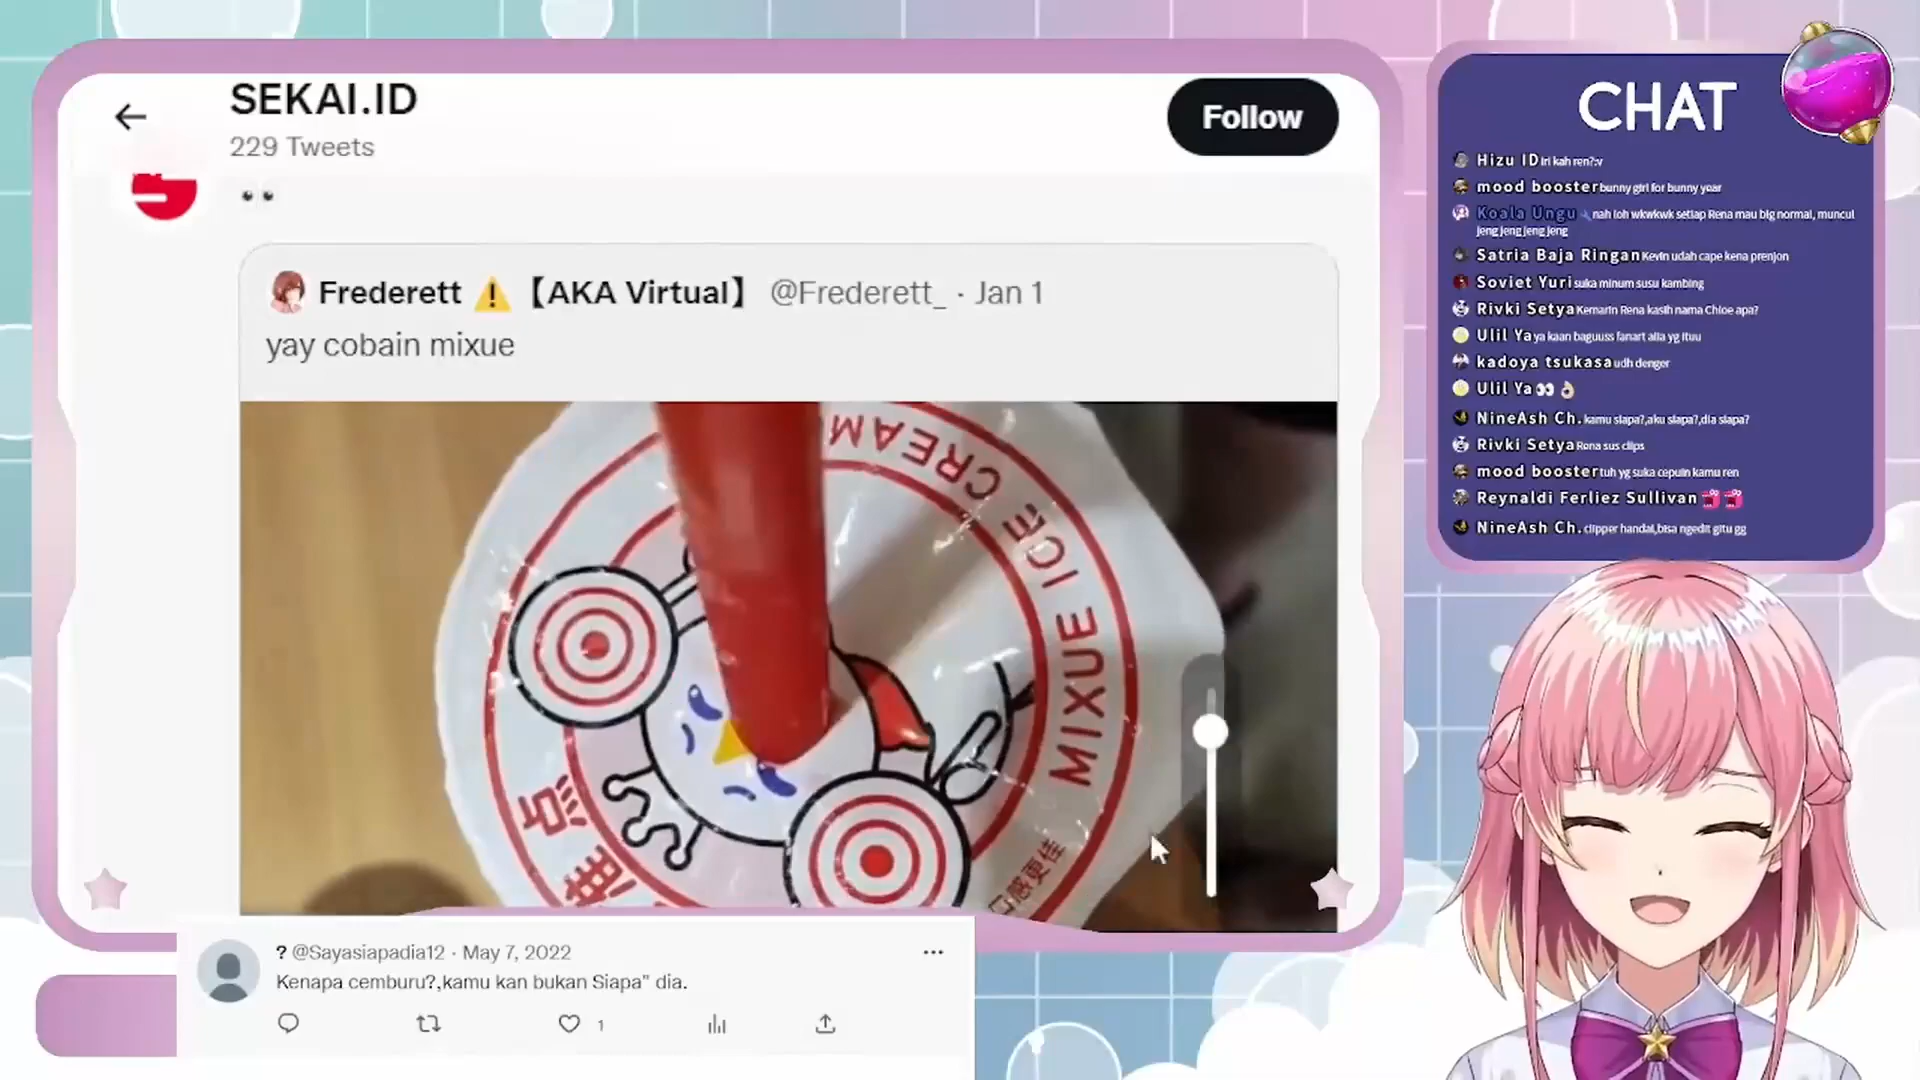 SEKAI.ID
229 Tweets
Follow
Frederett ⚠️ 【AKA Virtual】 @Frederett_ · Jan 1
yay cobain mixue
MIXUE ICE CREAM
口感更佳
? @Sayasiapadia12 · May 7, 2022
Kenapa cemburu?,kamu kan bukan Siapa" dia.
1
CHAT
Hizu ID iri kah ren?:v
mood booster bunny girl for bunny year
Koala Ungu nah loh wkwkwk setiap Rena mau big normal, muncul
jeng jeng jeng jeng
Satria Baja Ringan Kevin udah cape kena prenjon
Soviet Yuri suka minum susu kambing
Rivki Setya Kemarin Rena kasih nama Chloe apa?
Ulil Ya ya kaan baguuss fanart alia yg ituu
kadoya tsukasa udh denger
Ulil Ya 👀👌🏻
NineAsh Ch. kamu siapa?,aku siapa?,dia siapa?
Rivki Setya Rena sus clips
mood booster tuh yg suka cepuin kamu ren
Reynaldi Ferliez Sullivan
NineAsh Ch. clipper handal,bisa ngedit gitu gg